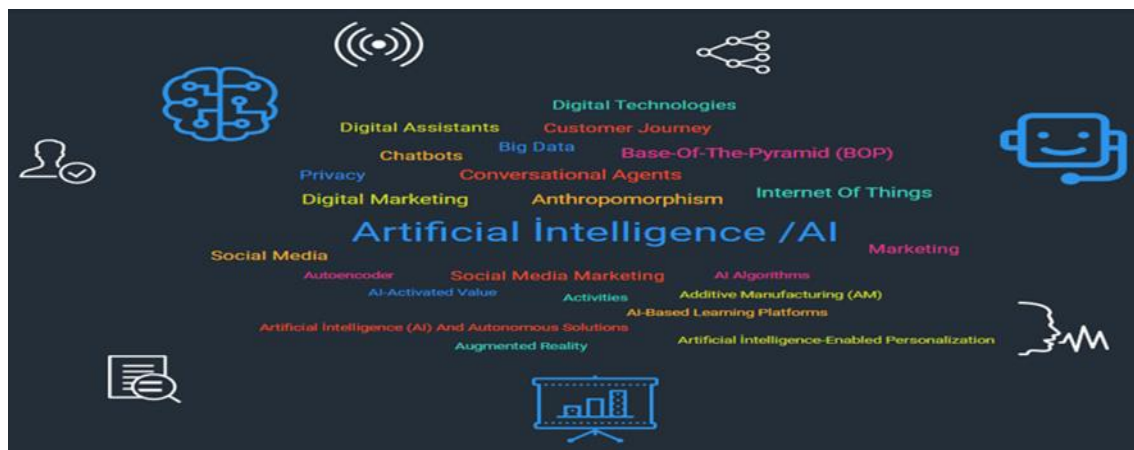 Digital Technologies
Digital Assistants Customer Journey
Chatbots Big Data Base-Of-The-Pyramid (BOP)
Privacy Conversational Agents
Digital Marketing Anthropomorphism Internet Of Things
Artificial İntelligence /AI
Social Media Marketing
Autoencoder Social Media Marketing AI Algorithms
AI-Activated Value Activities Additive Manufacturing (AM)
AI-Based Learning Platforms
Artificial İntelligence (AI) And Autonomous Solutions
Augmented Reality Artificial İntelligence-Enabled Personalization